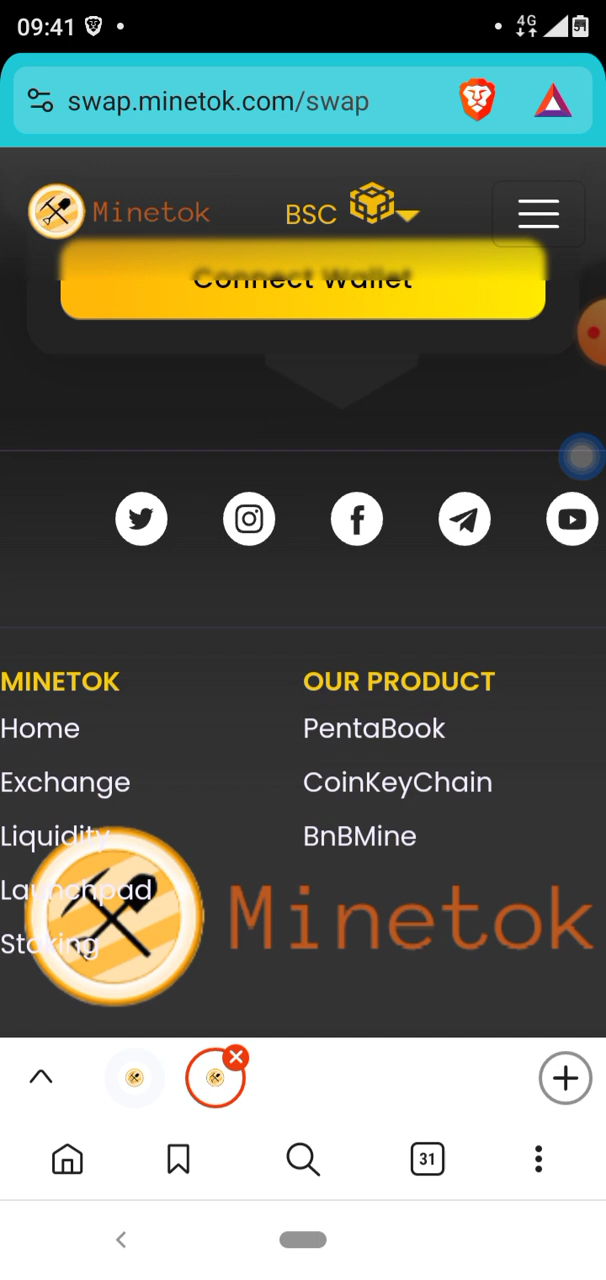 09:41
4G
swap.minetok.com/swap
Minetok
BSC
Connect Wallet
MINETOK
OUR PRODUCT
Home
PentaBook
Exchange
CoinKeyChain
Liquidity
BnBMine
Launchpad
Minetok
Staking
31